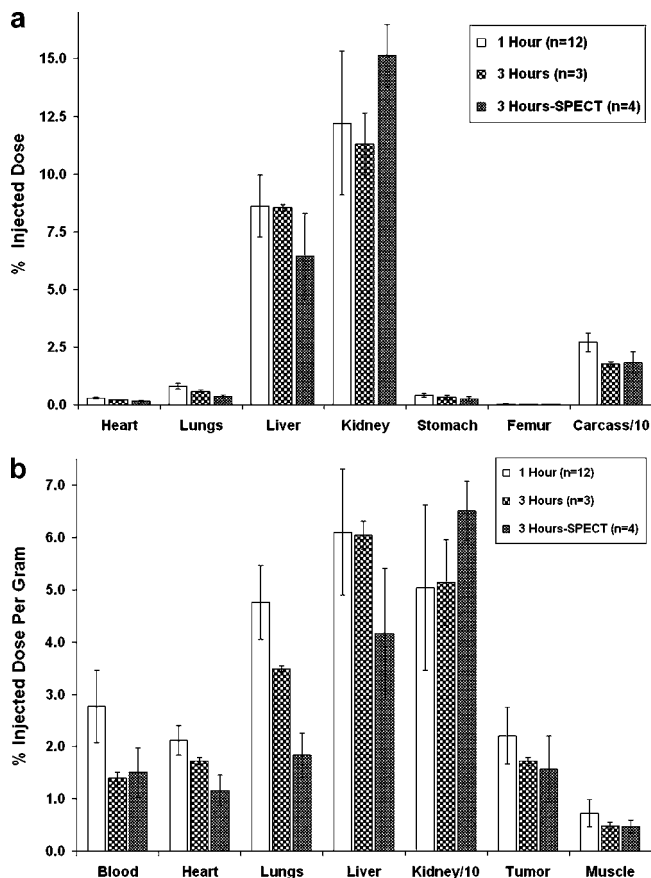 a
% Injected Dose
15.0
12.5
10.0
7.5
5.0
2.5
0.0
1 Hour (n=12)
3 Hours (n=3)
3 Hours-SPECT (n=4)
Heart Lungs Liver Kidney Stomach Femur Carcass/10
b
% Injected Dose Per Gram
7.0
6.0
5.0
4.0
3.0
2.0
1.0
0.0
1 Hour (n=12)
3 Hours (n=3)
3 Hours-SPECT (n=4)
Blood Heart Lungs Liver Kidney/10 Tumor Muscle